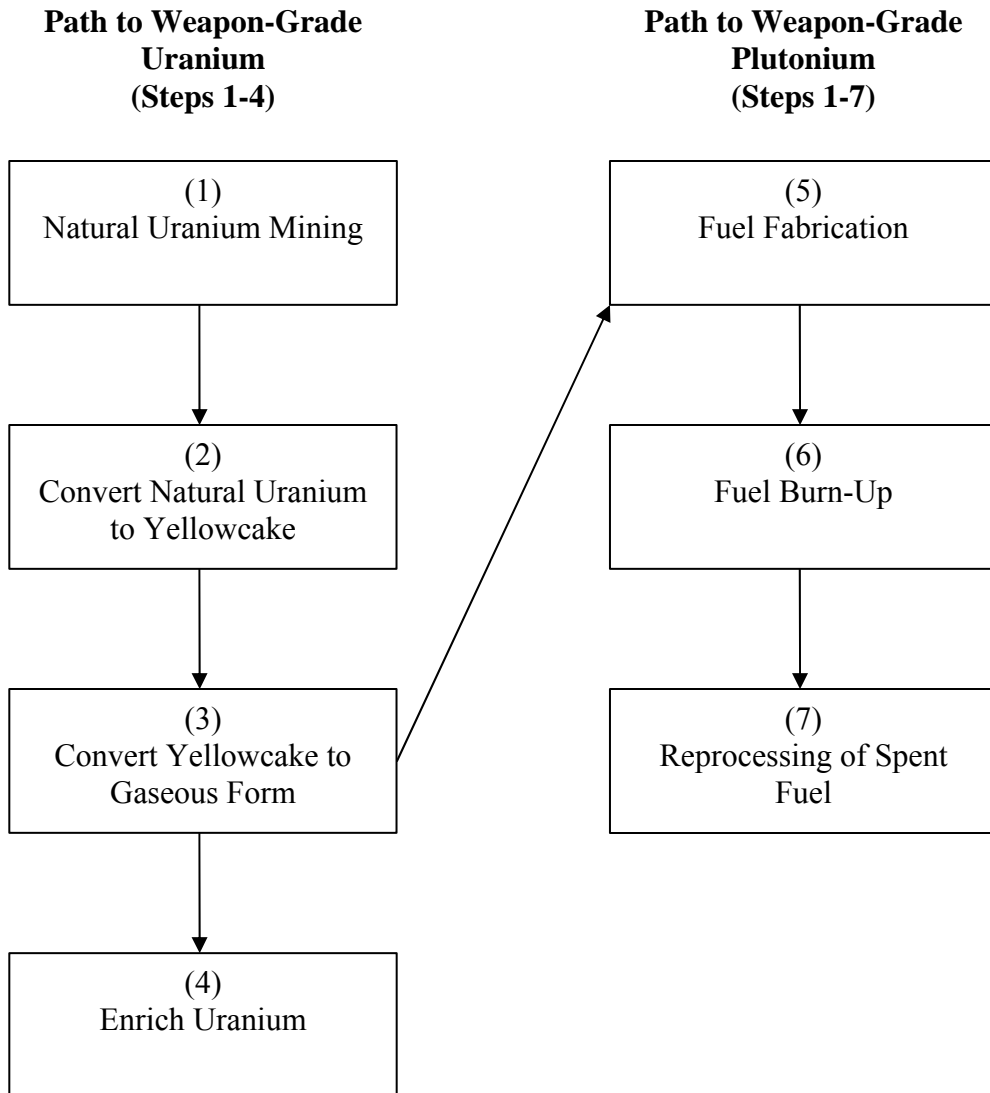 Path to Weapon-Grade
Uranium
(Steps 1-4)
Path to Weapon-Grade
Plutonium
(Steps 1-7)
(1)
Natural Uranium Mining
(2)
Convert Natural Uranium
to Yellowcake
(3)
Convert Yellowcake to
Gaseous Form
(4)
Enrich Uranium
(5)
Fuel Fabrication
(6)
Fuel Burn-Up
(7)
Reprocessing of Spent
Fuel